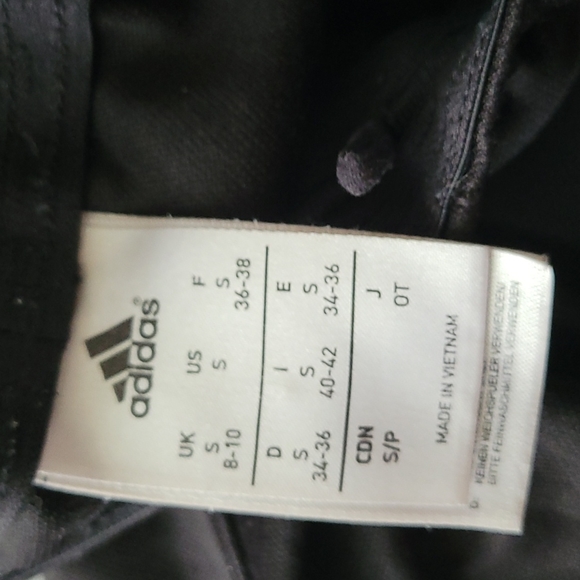 adidas®
UK US F
S S S
8-10 36-38
D I E
S S S
34-36 40-42 34-36
CDN J
S/P OT
MADE IN VIETNAM
D: KEINEN WEICHSPUELER VERWENDEN
BITTE FEINWASCHMITTEL VERWENDEN